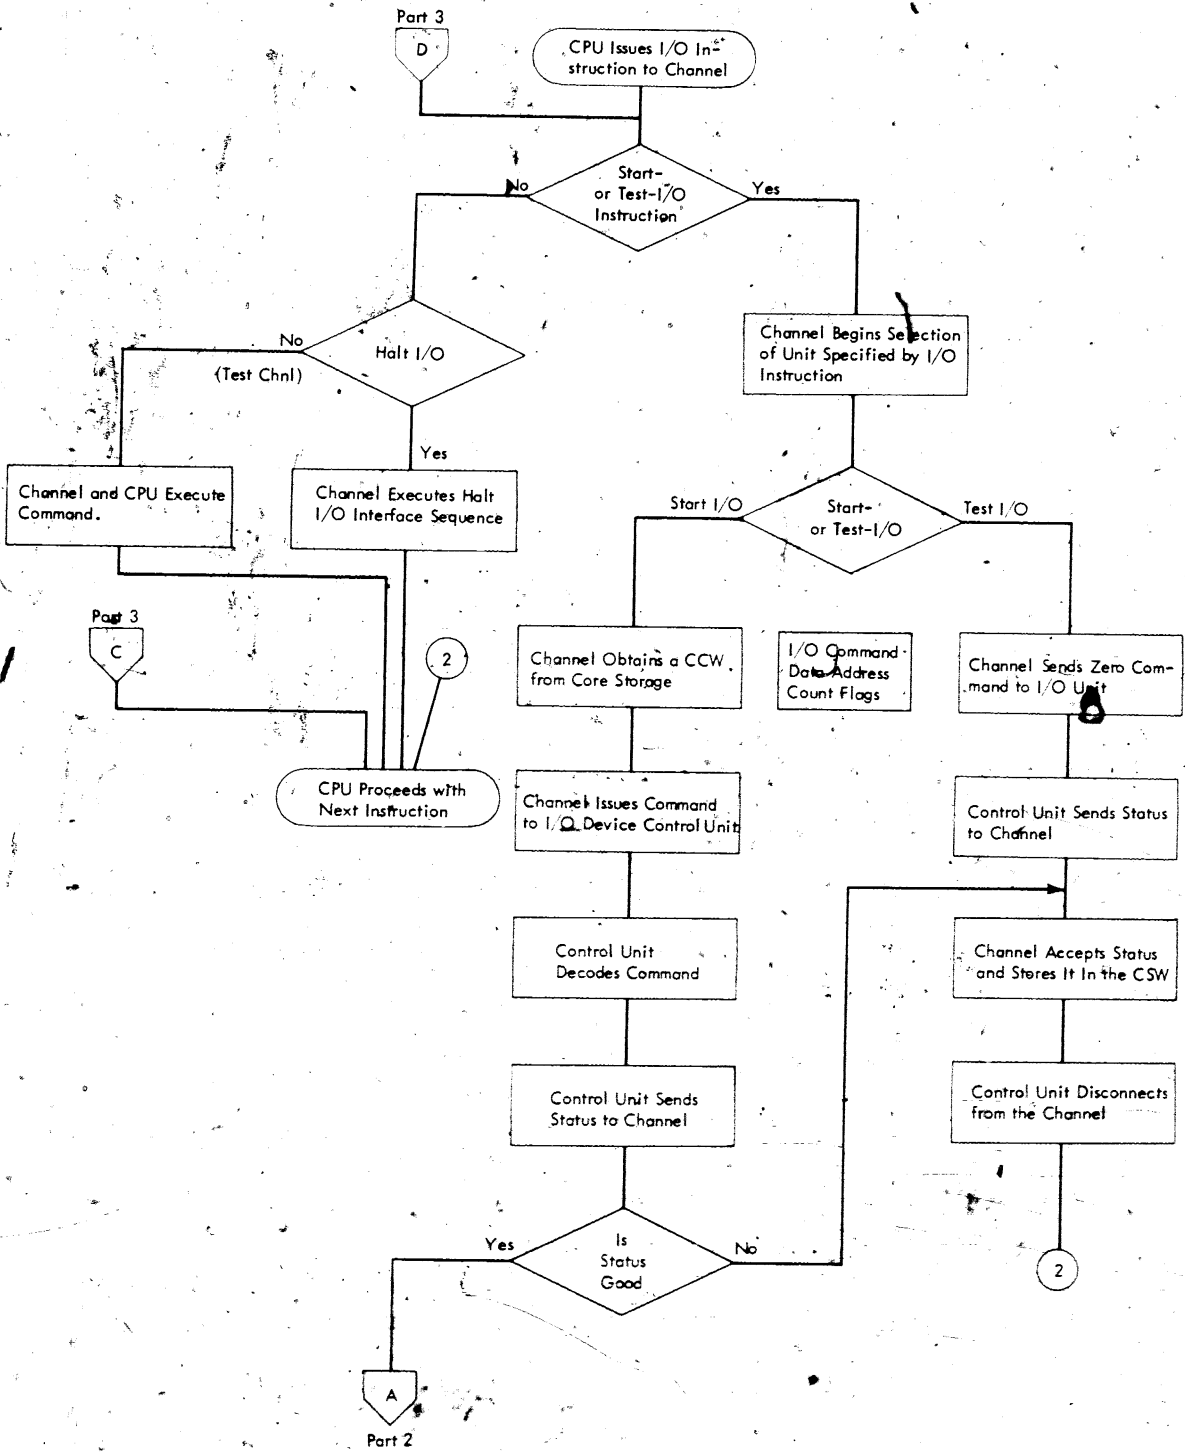 Part 3
D
CPU Issues I/O In-
struction to Channel
Start-
or Test-I/O
Instruction
No
Yes
Halt I/O
No
(Test Chnl)
Yes
Channel Begins Selection
of Unit Specified by I/O
Instruction
Channel and CPU Execute
Command.
Channel Executes Halt
I/O Interface Sequence
Start I/O
Start-
or Test-I/O
Test I/O
Part 3
C
2
Channel Obtains a CCW
from Core Storage
I/O Command
Data Address
Count Flags
Channel Sends Zero Com-
mand to I/O Unit
CPU Proceeds with
Next Instruction
Channel Issues Command
to I/O Device Control Unit
Control Unit Sends Status
to Channel
Control Unit
Decodes Command
Channel Accepts Status
and Stores It In the CSW
Control Unit Sends
Status to Channel
Control Unit Disconnects
from the Channel
Yes
Is
Status
Good
No
2
A
Part 2